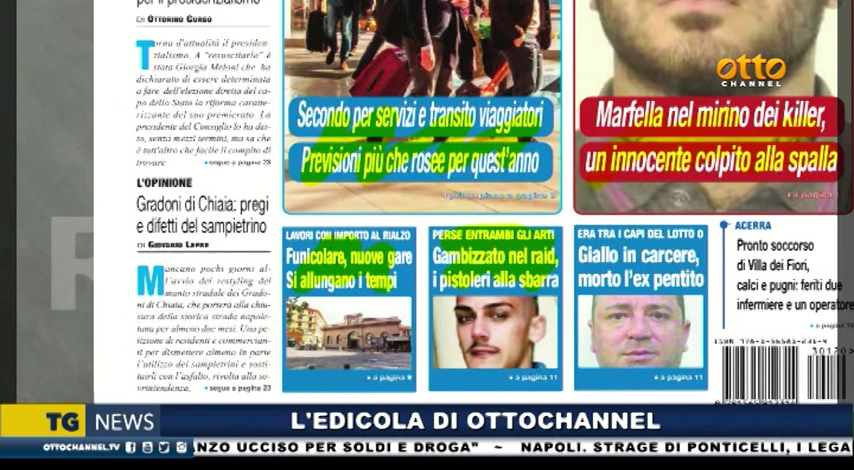 DI OTTORINO GURGO
Torna d'attualità il presiden-
zialismo. A "resuscitarlo" è
stata Giorgia Meloni che ha
dichiarato di essere determinata
a fare dell'elezione diretta del ca-
po dello Stato la riforma caratte-
rizzante del suo premierato. La
presidente del Consiglio lo ha det-
to, senza mezzi termini, ma sa che
è tutt'altro che facile il compito di
trovare
• segue a pagina 23
L'OPINIONE
Gradoni di Chiaia: pregi
e difetti del sampietrino
DI GIOVANNI LEPRE
Mancano pochi giorni al-
l'avvio del restyling del
manto stradale dei Grado-
ni di Chiaia, che porterà alla chiu-
sura della storica strada napole-
tana per almeno due mesi. Una pe-
tizione di residenti e commercian-
ti per dismettere almeno in parte
l'utilizzo dei sampietrini e sosti-
tuirli con l'asfalto, rivolta alla so-
vrintendenza,
• segue a pagina 23
Secondo per servizi e transito viaggiatori
Previsioni più che rosee per quest'anno
otto
CHANNEL
Marfella nel mirino dei killer,
un innocente colpito alla spalla
• a pagina
LAVORI CON IMPORTO AL RIALZO
Funicolare, nuove gare
Si allungano i tempi
• a pagina 9
PERSE ENTRAMBI GLI ARTI
Gambizzato nel raid,
i pistoleri alla sbarra
• a pagina 11
ERA TRA I CAPI DEL LOTTO O
Giallo in carcere,
morto l'ex pentito
• a pagina 11
ACERRA
Pronto soccorso
di Villa dei Fiori,
calci e pugni: feriti due
infermiere e un operatore
• a pagina
30120
TG NEWS
L'EDICOLA DI OTTOCHANNEL
OTTOCHANNEL.TV
ANZO UCCISO PER SOLDI E DROGA" ~ NAPOLI. STRAGE DI PONTICELLI, I LEGA